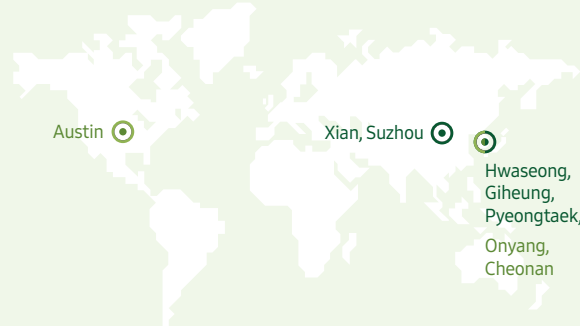 Austin
Xian, Suzhou
Hwaseong,
Giheung,
Pyeongtaek,
Onyang,
Cheonan